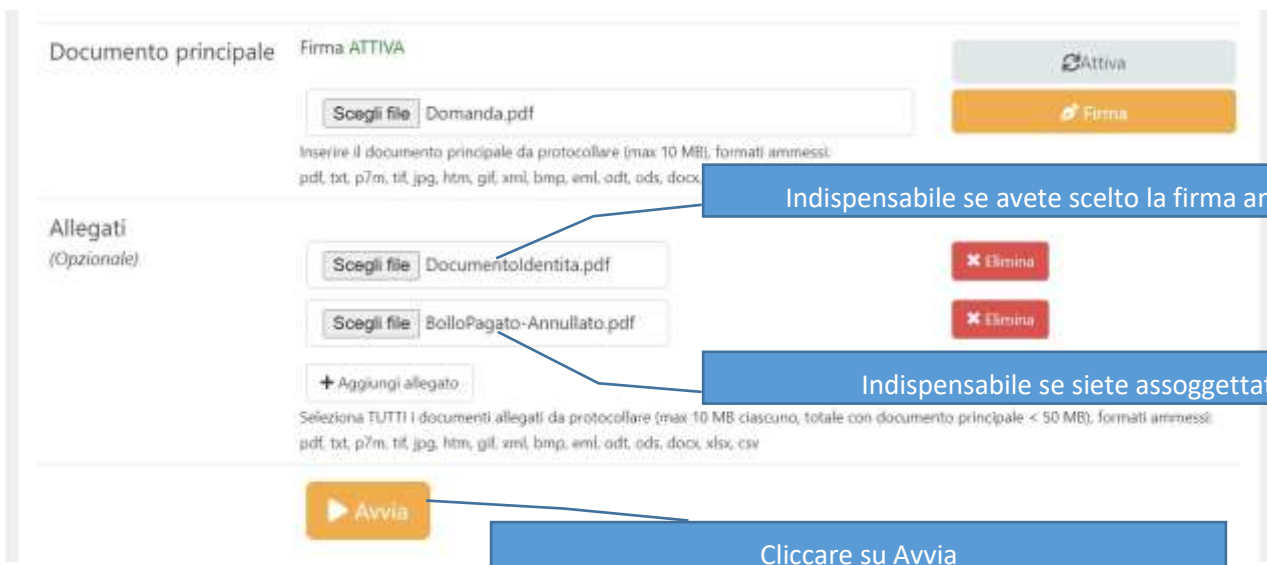 Documento principale
Firma ATTIVA
Attiva
Scegli file Domanda.pdf
Firma
Inserire il documento principale da protocollare (max 10 MB), formati ammessi:
pdf, txt, p7m, tif, jpg, htm, gif, xml, bmp, eml, odt, ods, docx,
Indispensabile se avete scelto la firma
Allegati
(Opzionale)
Scegli file DocumentoIdentita.pdf
Elimina
Scegli file BolloPagato-Annullato.pdf
Elimina
+ Aggiungi allegato
Indispensabile se siete
Seleziona TUTTI i documenti allegati da protocollare (max 10 MB ciascuno, totale con documento principale < 50 MB), formati ammessi:
pdf, txt, p7m, tif, jpg, htm, gif, xml, bmp, eml, odt, ods, docx, xlsx, csv
Avvia
Cliccare su Avvia